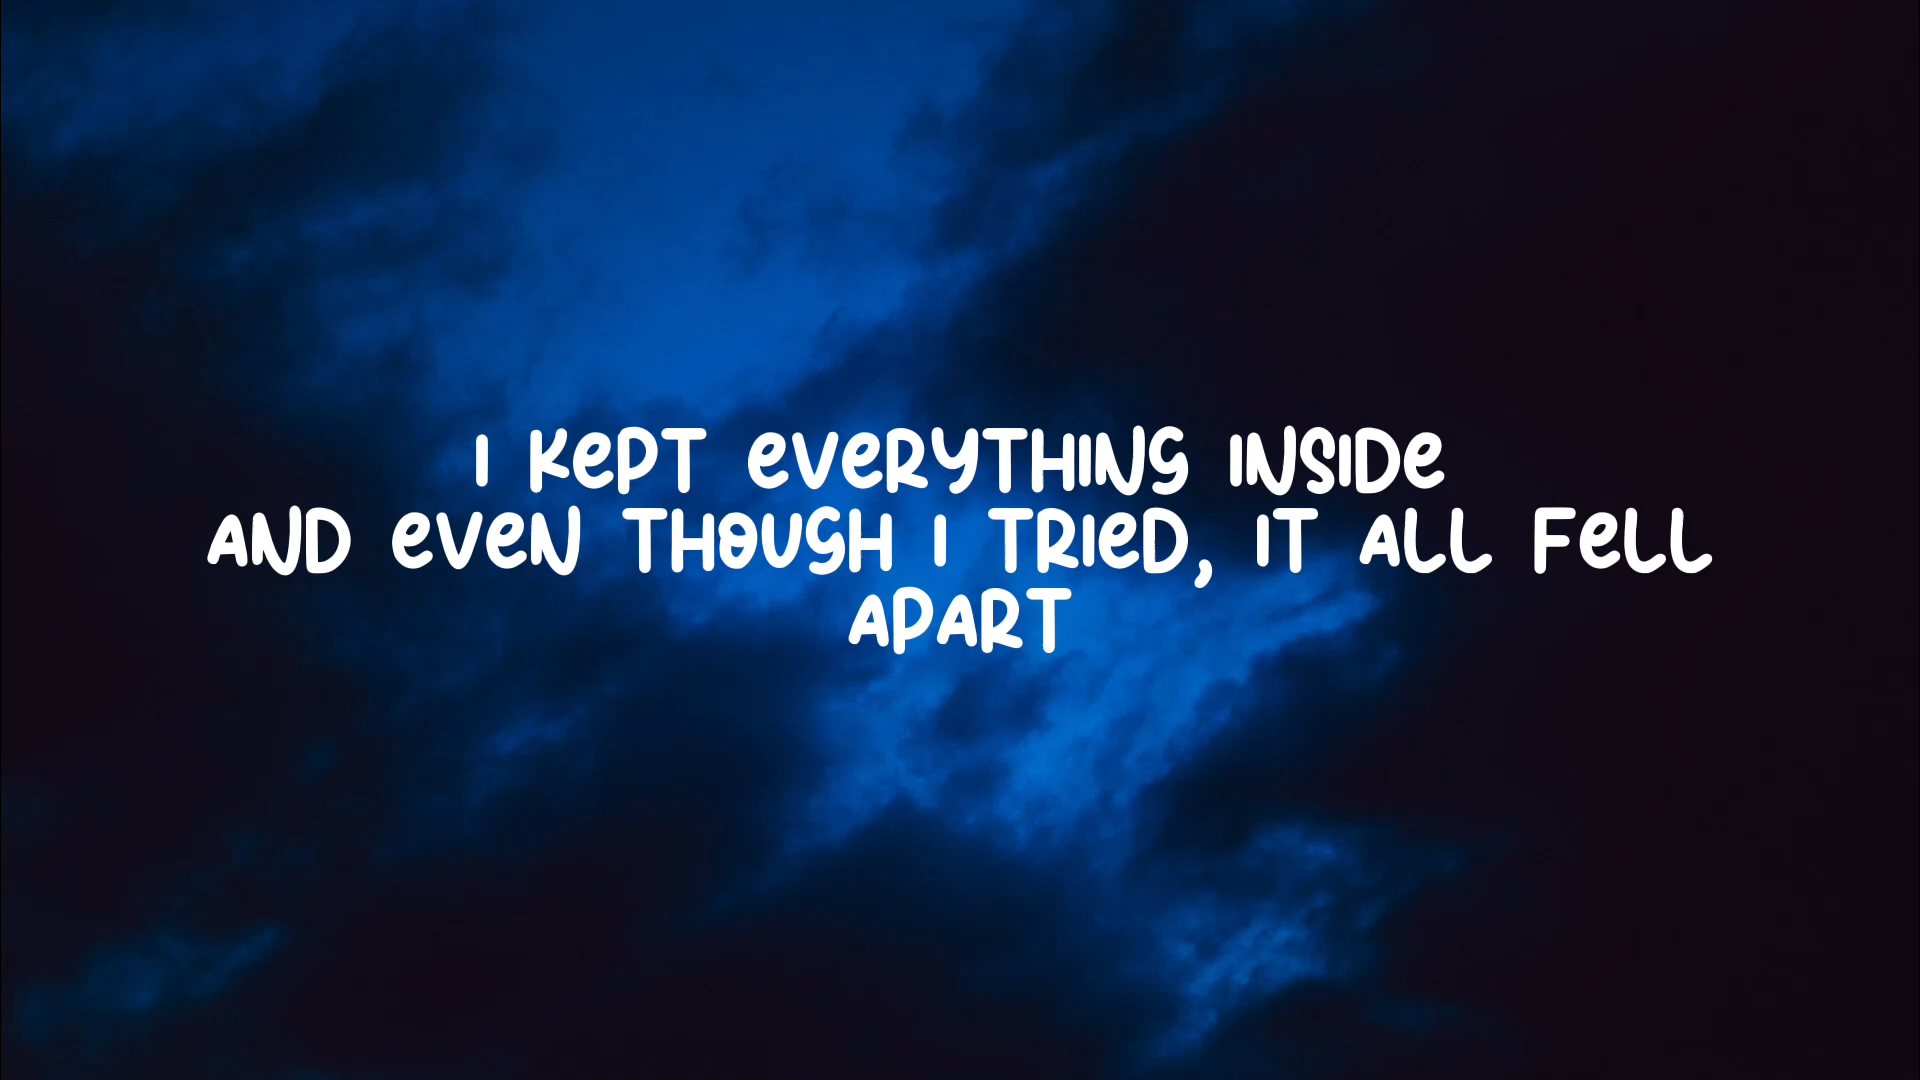 I KePT eVeRYTHING INSIDe
AND eVeN THOUGH I TRIeD, IT ALL FeLL
APART